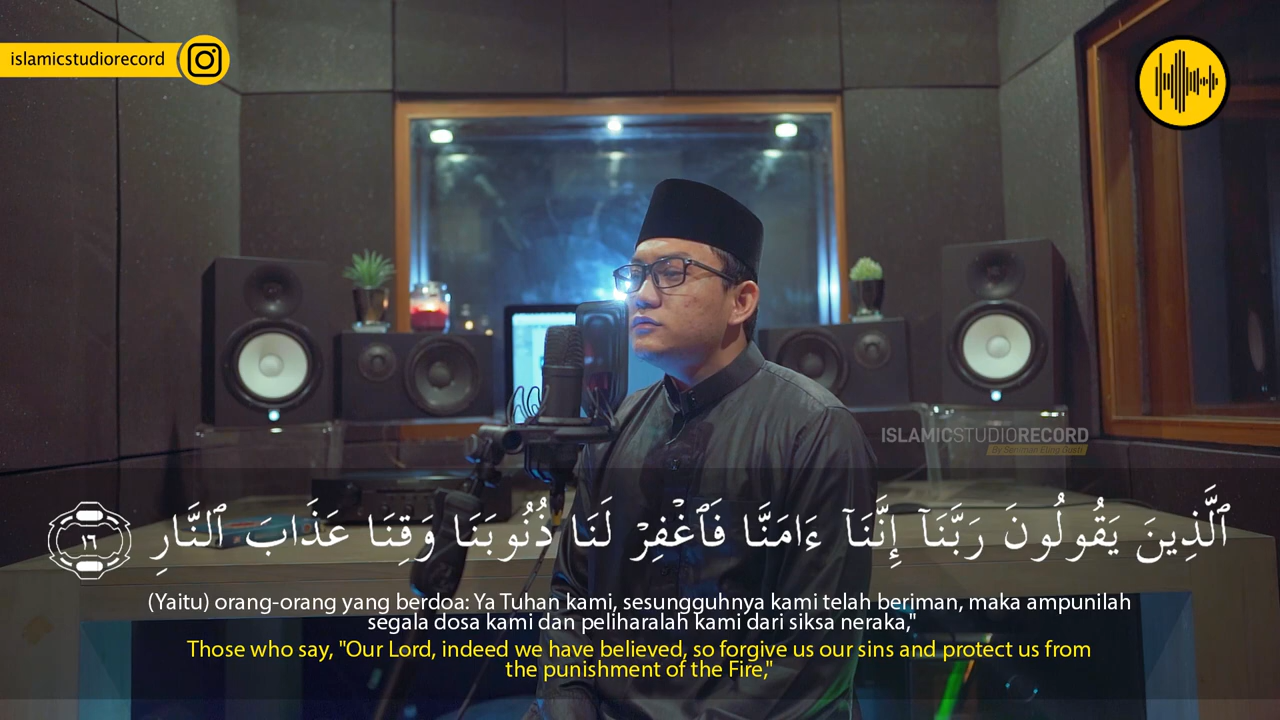 islamicstudiorecord
ISLAMICSTUDIORECORD
ٱلَّذِينَ يَقُولُونَ رَبَّنَآ إِنَّنَآ ءَامَنَّا فَٱغْفِرْ لَنَا ذُنُوبَنَا وَقِنَا عَذَابَ ٱلنَّارِ ١٦
(Yaitu) orang-orang yang berdoa: Ya Tuhan kami, sesungguhnya kami telah beriman, maka ampunilah
segala dosa kami dan peliharalah kami dari siksa neraka,"
Those who say, "Our Lord, indeed we have believed, so forgive us our sins and protect us from
the punishment of the Fire,"